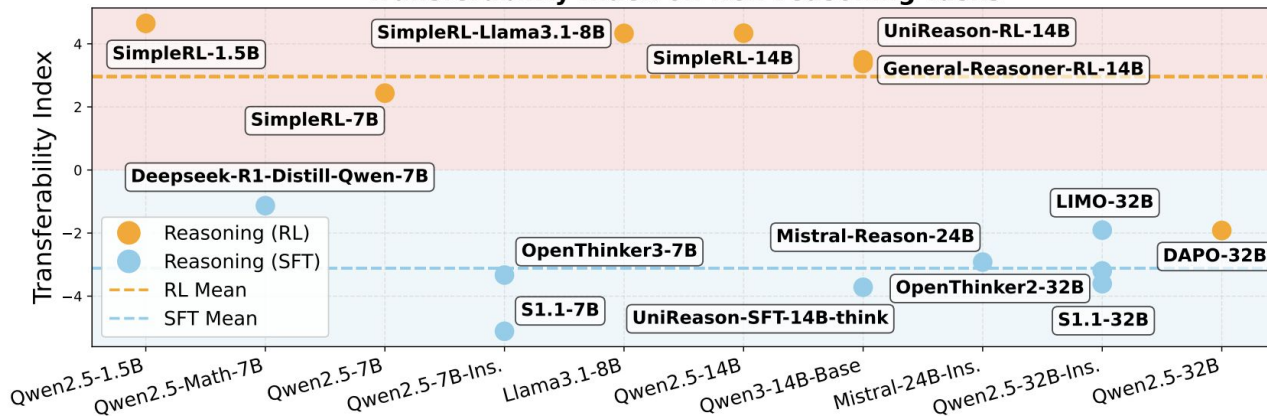 Transferability Index
4
2
0
−2
−4
SimpleRL-1.5B
SimpleRL-Llama3.1-8B
SimpleRL-14B
UniReason-RL-14B
General-Reasoner-RL-14B
SimpleRL-7B
Deepseek-R1-Distill-Qwen-7B
LIMO-32B
Mistral-Reason-24B
OpenThinker3-7B
DAPO-32B
OpenThinker2-32B
S1.1-7B
UniReason-SFT-14B-think
S1.1-32B
Reasoning (RL)
Reasoning (SFT)
RL Mean
SFT Mean
Qwen2.5-1.5B
Qwen2.5-Math-7B
Qwen2.5-7B
Qwen2.5-7B-Ins.
Llama3.1-8B
Qwen2.5-14B
Qwen3-14B-Base
Mistral-24B-Ins.
Qwen2.5-32B-Ins.
Qwen2.5-32B